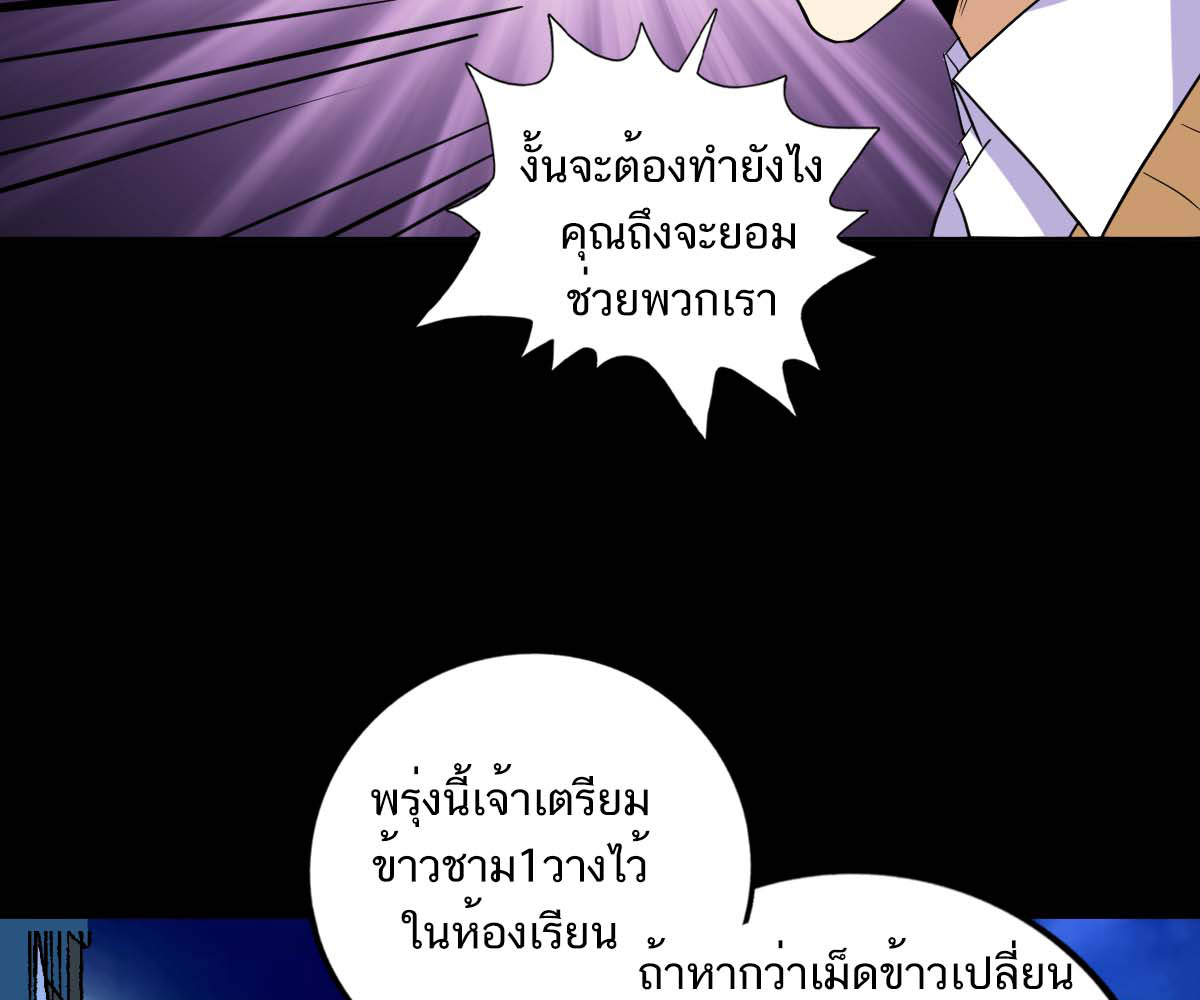 งั้นจะต้องทำยังไง
คุณถึงจะยอม
ช่วยพวกเรา
พรุ่งนี้เจ้าเตรียม
ข้าวชาม1วางไว้
ในห้องเรียน
ถ้าหากว่าเม็ดข้าวเปลี่ยน